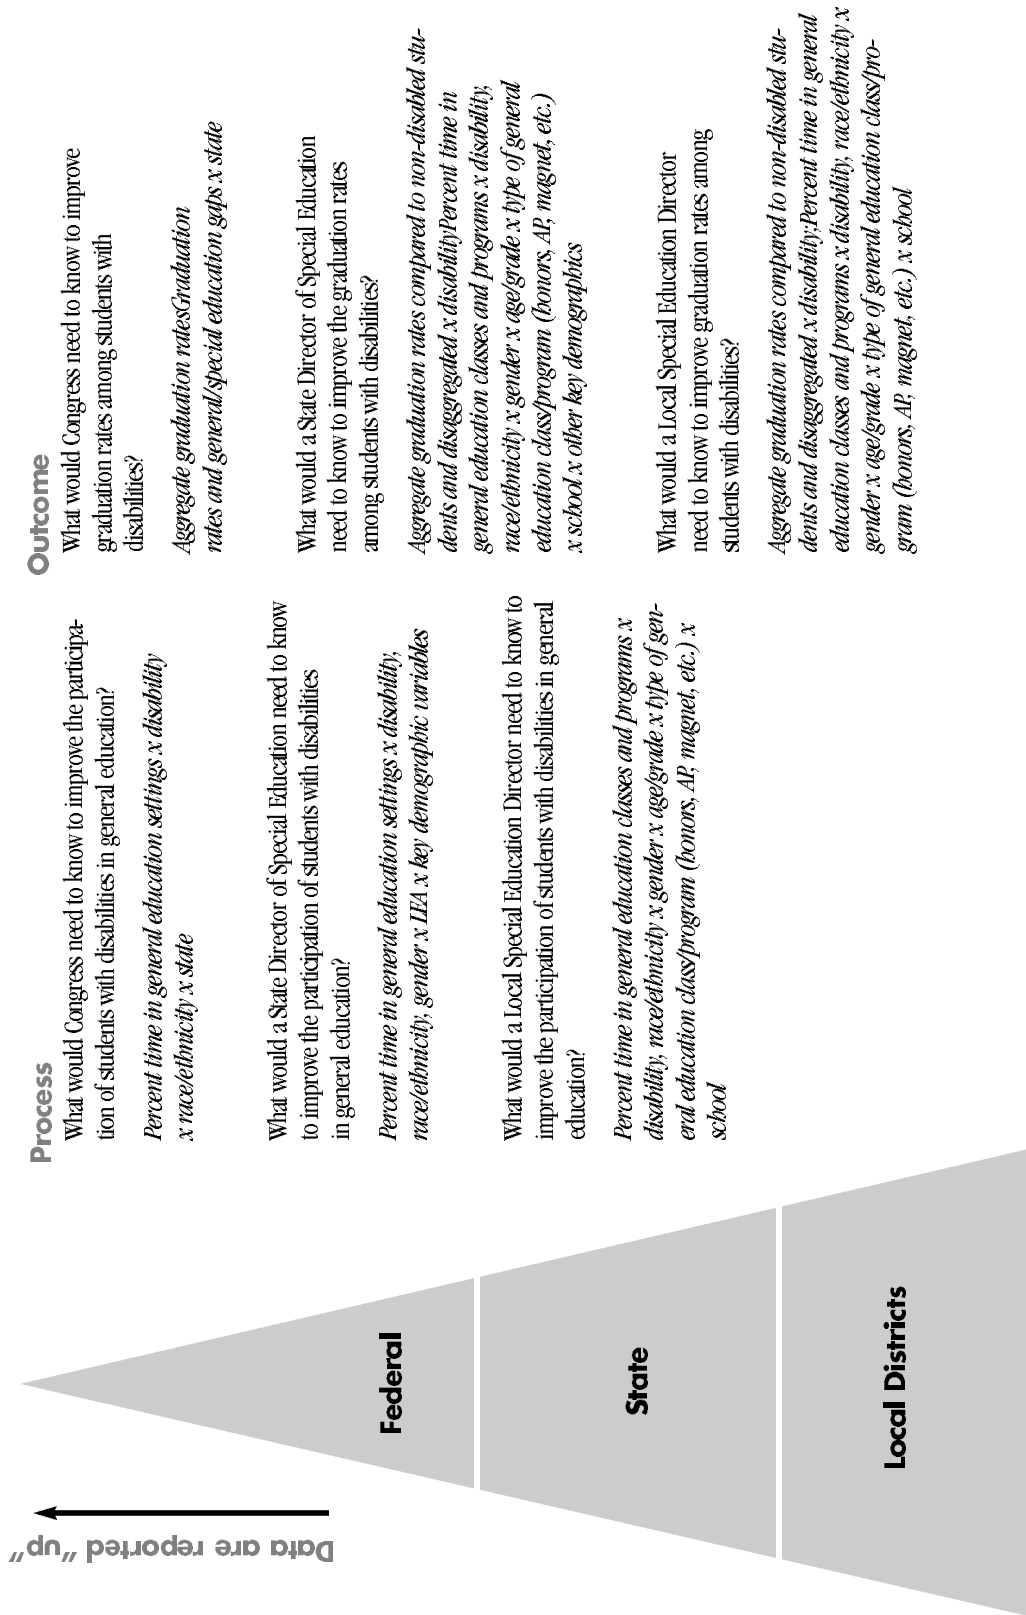 Data are reported “up”
Federal
State
Local Districts
Process
What would Congress need to know to improve the participa-
tion of students with disabilities in general education?
Percent time in general education settings x disability
x race/ethnicity x state
What would a State Director of Special Education need to know
to improve the participation of students with disabilities
in general education?
Percent time in general education settings x disability,
race/ethnicity, gender x LEA x key demographic variables
What would a Local Special Education Director need to know to
improve the participation of students with disabilities in general
education?
Percent time in general education classes and programs x
disability, race/ethnicity x gender x age/grade x type of gen-
eral education class/program (honors, AP, magnet, etc.) x
school
Outcome
What would Congress need to know to improve
graduation rates among students with
disabilities?
Aggregate graduation ratesGraduation
rates and general/special education gaps x state
What would a State Director of Special Education
need to know to improve the graduation rates
among students with disabilities?
Aggregate graduation rates compared to non-disabled stu-
dents and disaggregated x disabilityPercent time in
general education classes and programs x disability,
race/ethnicity x gender x age/grade x type of general
education class/program (honors, AP, magnet, etc.)
x school x other key demographics
What would a Local Special Education Director
need to know to improve graduation rates among
students with disabilities?
Aggregate graduation rates compared to non-disabled stu-
dents and disaggregated x disability;Percent time in general
education classes and programs x disability, race/ethnicity x
gender x age/grade x type of general education class/pro-
gram (honors, AP, magnet, etc.) x school